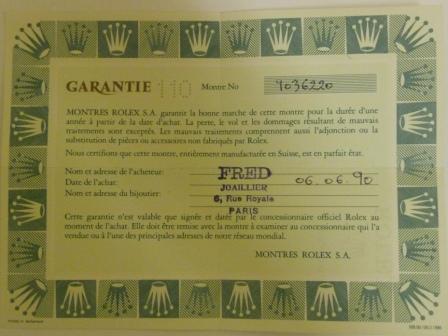 GARANTIE 110 Montre No 9036220
MONTRES ROLEX S.A. garantit la bonne marche de cette montre pour la durée d'une
année à partir de la date d'achat. La perte, le vol et les dommages résultant de mauvais
traitements sont exceptés. Les mauvais traitements comprennent aussi l'adjonction ou la
substitution de pièces ou accessoires non fabriqués par Rolex.
Nous certifions que cette montre, entièrement manufacturée en Suisse, est en parfait état.
Nom et adresse de l'acheteur: FRED
Date de l'achat: JOAILLIER 06.06.90
Nom et adresse du bijoutier: 6, Rue Royale
PARIS
Cette garantie n'est valable que signée et datée par le concessionnaire officiel Rolex au
moment de l'achat. Elle doit être remise avec la montre à examiner au concessionnaire qui l'a
vendue ou à l'une des principales adresses de notre réseau mondial.
MONTRES ROLEX S.A.